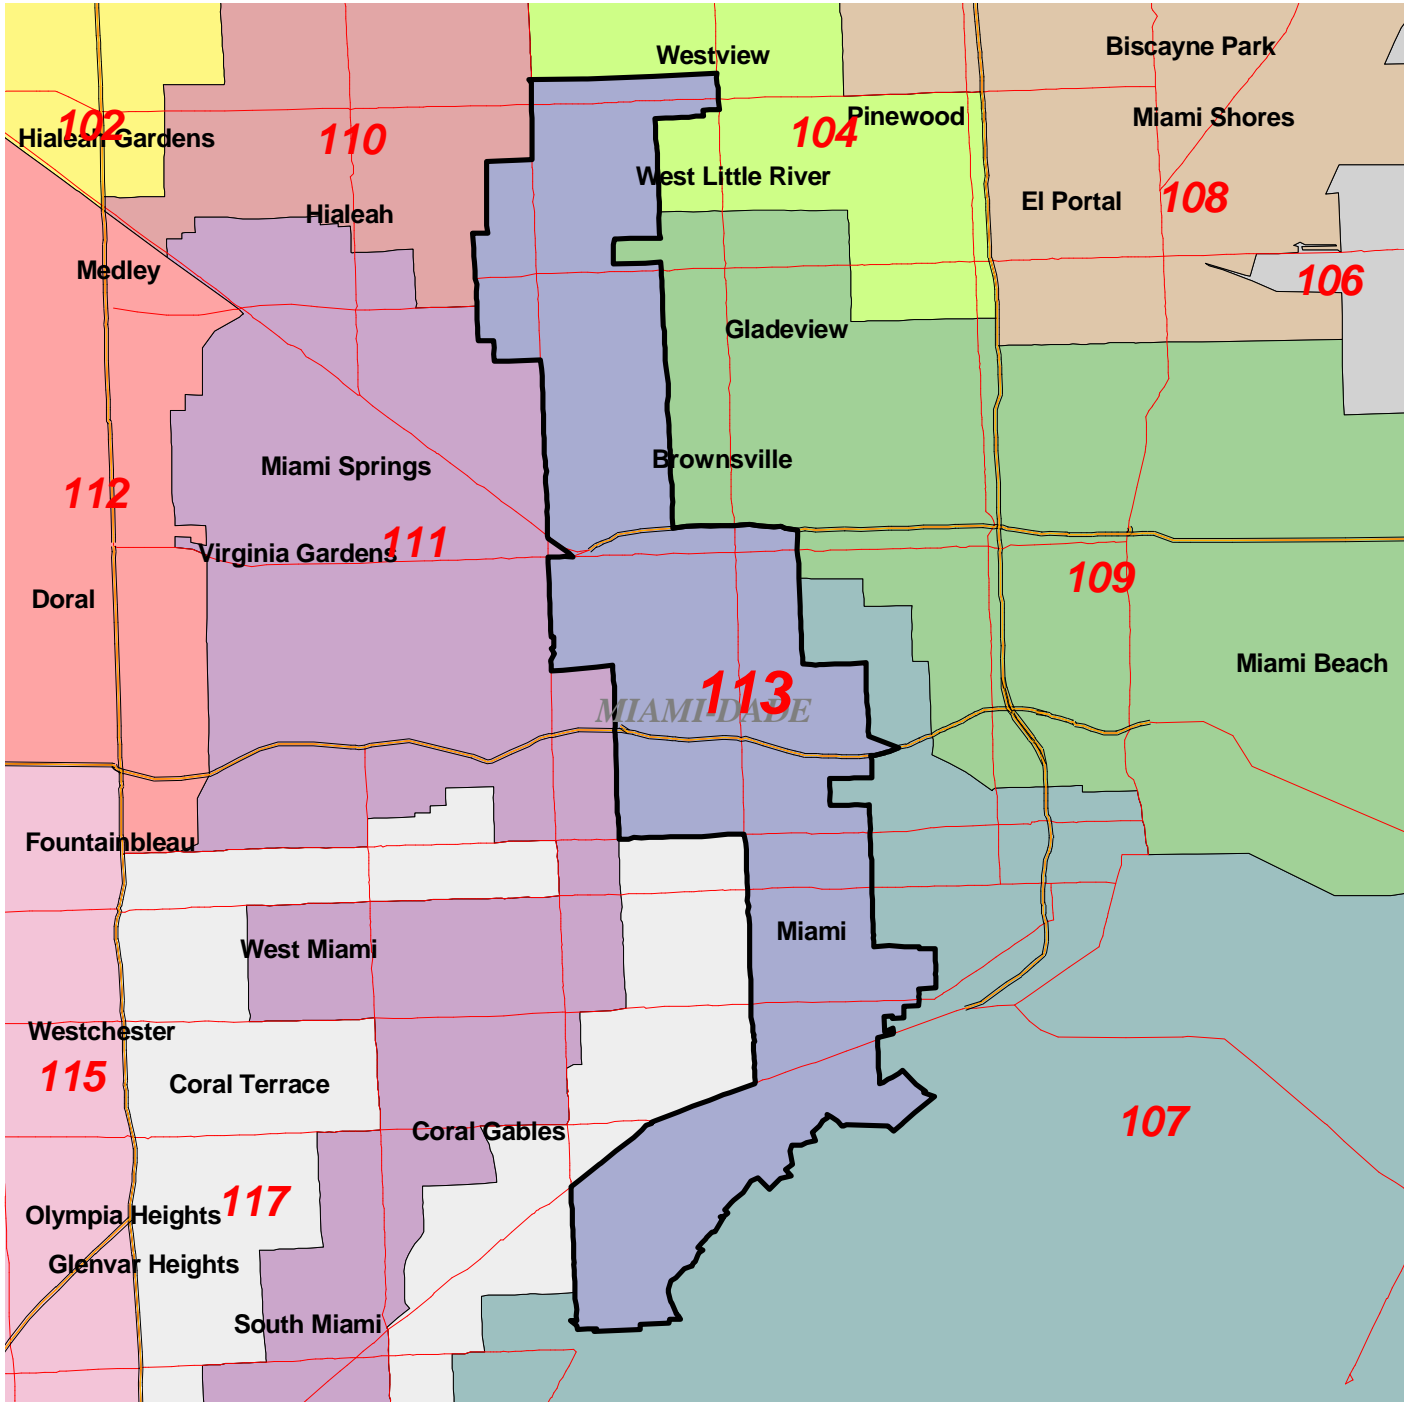 Biscayne Park
Westview
Pinewood
Miami Shores
102
104
110
Hialeah Gardens
West Little River
El Portal
108
Hialeah
Medley
106
Gladeview
Brownsville
Miami Springs
112
111
Virginia Gardens
109
Doral
Miami Beach
113
MIAMI-DADE
Fountainbleau
Miami
West Miami
Westchester
115
Coral Terrace
107
Coral Gables
117
Olympia Heights
Glenvar Heights
South Miami